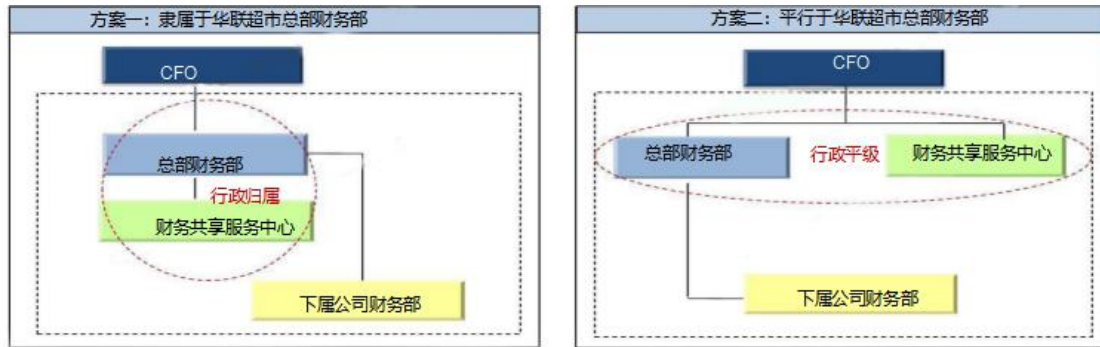 方案一：隶属于华联超市总部财务部
CFO
总部财务部
行政归属
财务共享服务中心
下属公司财务部
方案二：平行于华联超市总部财务部
CFO
总部财务部
行政平级
财务共享服务中心
下属公司财务部